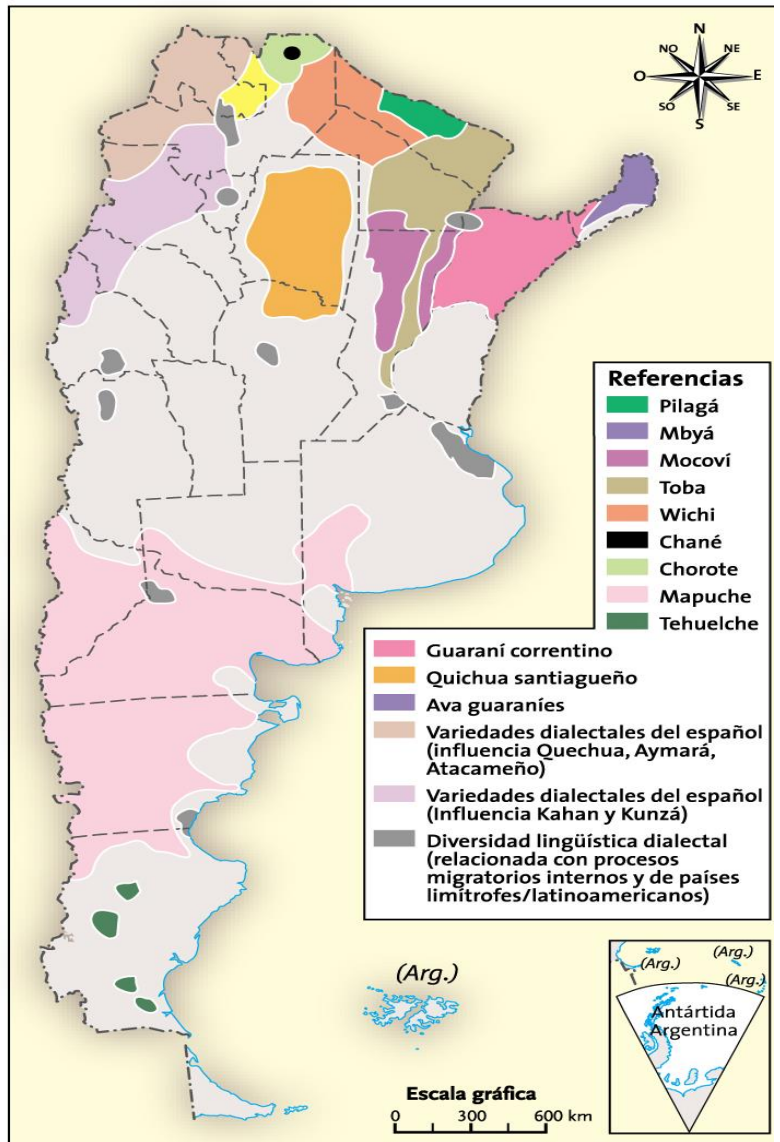 N
NO
NE
O
E
SO
SE
S
Referencias
Pilagá
Mbyá
Mocoví
Toba
Wichi
Chané
Chorote
Mapuche
Tehuelche
Guaraní correntino
Quichua santiagueño
Ava guaraníes
Variedades dialectales del español
(influencia Quechua, Aymará,
Atacameño)
Variedades dialectales del español
(Influencia Kahan y Kunzá)
Diversidad lingüística dialectal
(relacionada con procesos
migratorios internos y de países
limítrofes/latinoamericanos)
(Arg.)
Escala gráfica
0 300 600 km
(Arg.)
(Arg.)
(Arg.)
Antártida
Argentina